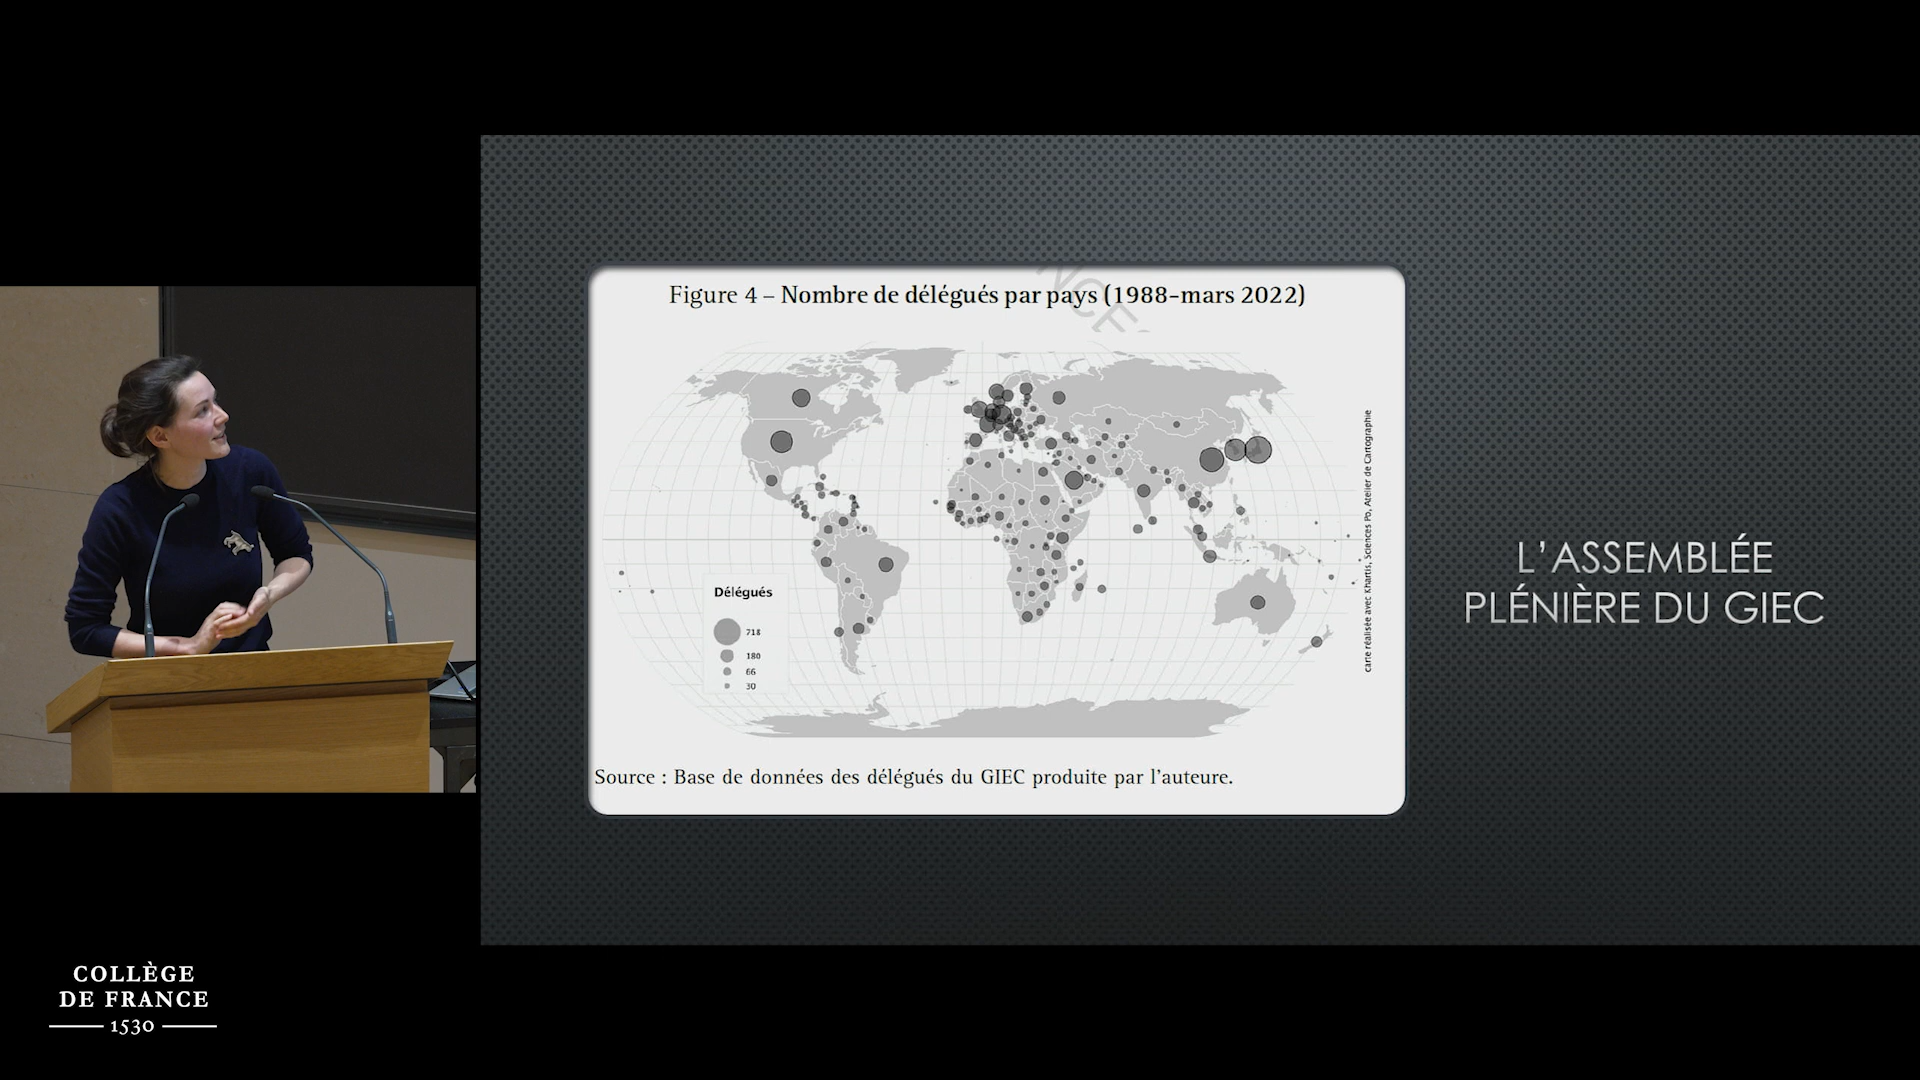 Figure 4 – Nombre de délégués par pays (1988-mars 2022)
Délégués
718
180
66
30
carte réalisée avec Khartis, Sciences Po, Atelier de Cartographie
Source : Base de données des délégués du GIEC produite par l'auteure.
L'ASSEMBLÉE
PLÉNIÈRE DU GIEC
COLLÈGE
DE FRANCE
1530